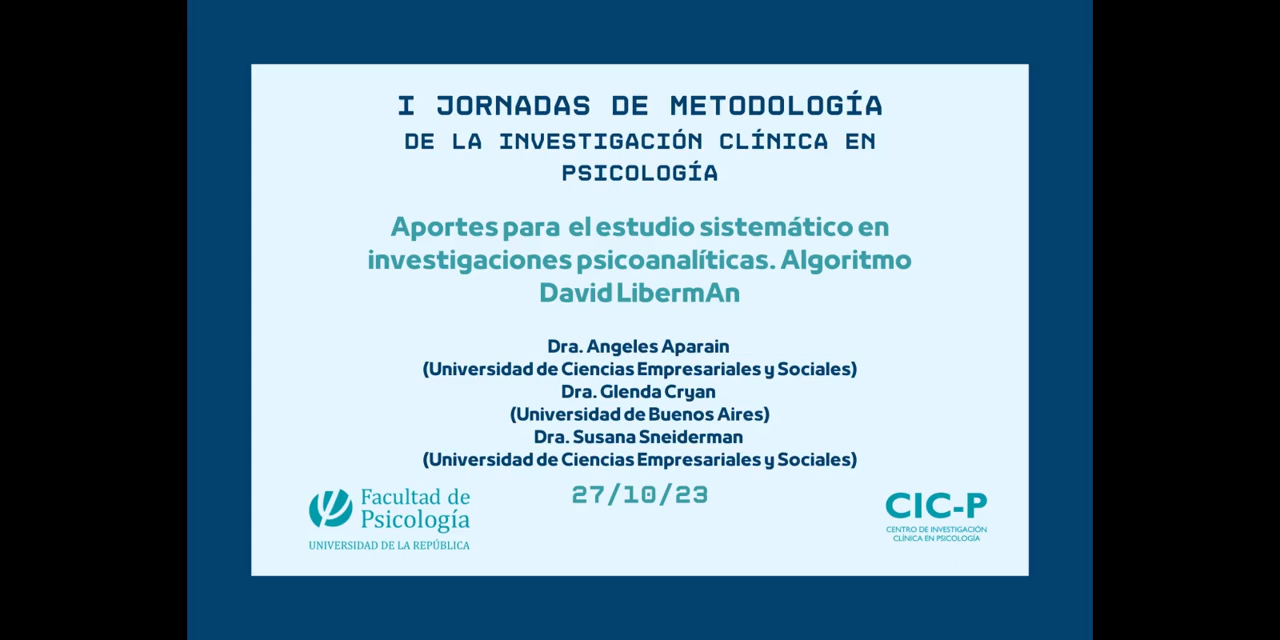 I JORNADAS DE METODOLOGÍA
DE LA INVESTIGACIÓN CLÍNICA EN
PSICOLOGÍA
Aportes para el estudio sistemático en
investigaciones psicoanalíticas. Algoritmo
David LibermAn
Dra. Angeles Aparain
(Universidad de Ciencias Empresariales y Sociales)
Dra. Glenda Cryan
(Universidad de Buenos Aires)
Dra. Susana Sneiderman
(Universidad de Ciencias Empresariales y Sociales)
27/10/23
Facultad de
Psicología
UNIVERSIDAD DE LA REPÚBLICA
CIC-P
CENTRO DE INVESTIGACIÓN
CLÍNICA EN PSICOLOGÍA